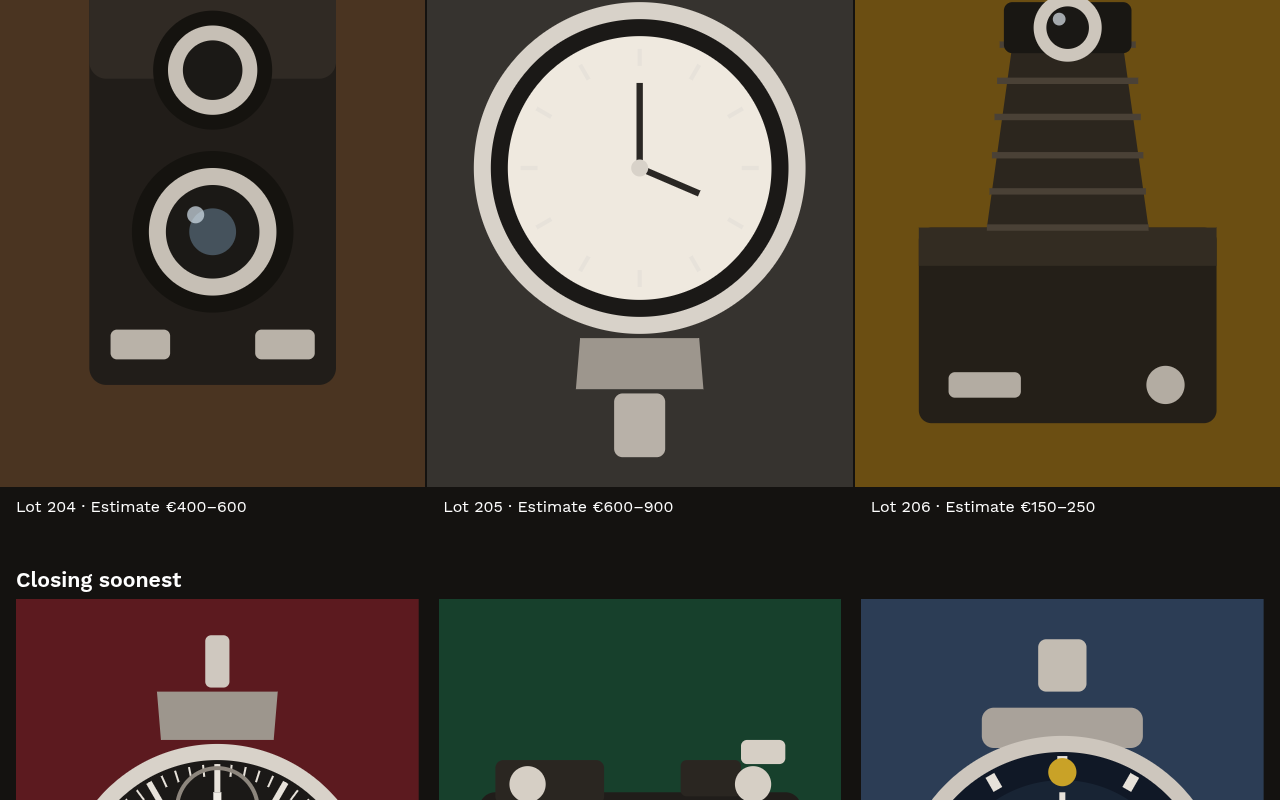 Lot 204 · Estimate €400–600
Lot 205 · Estimate €600–900
Lot 206 · Estimate €150–250
Closing soonest